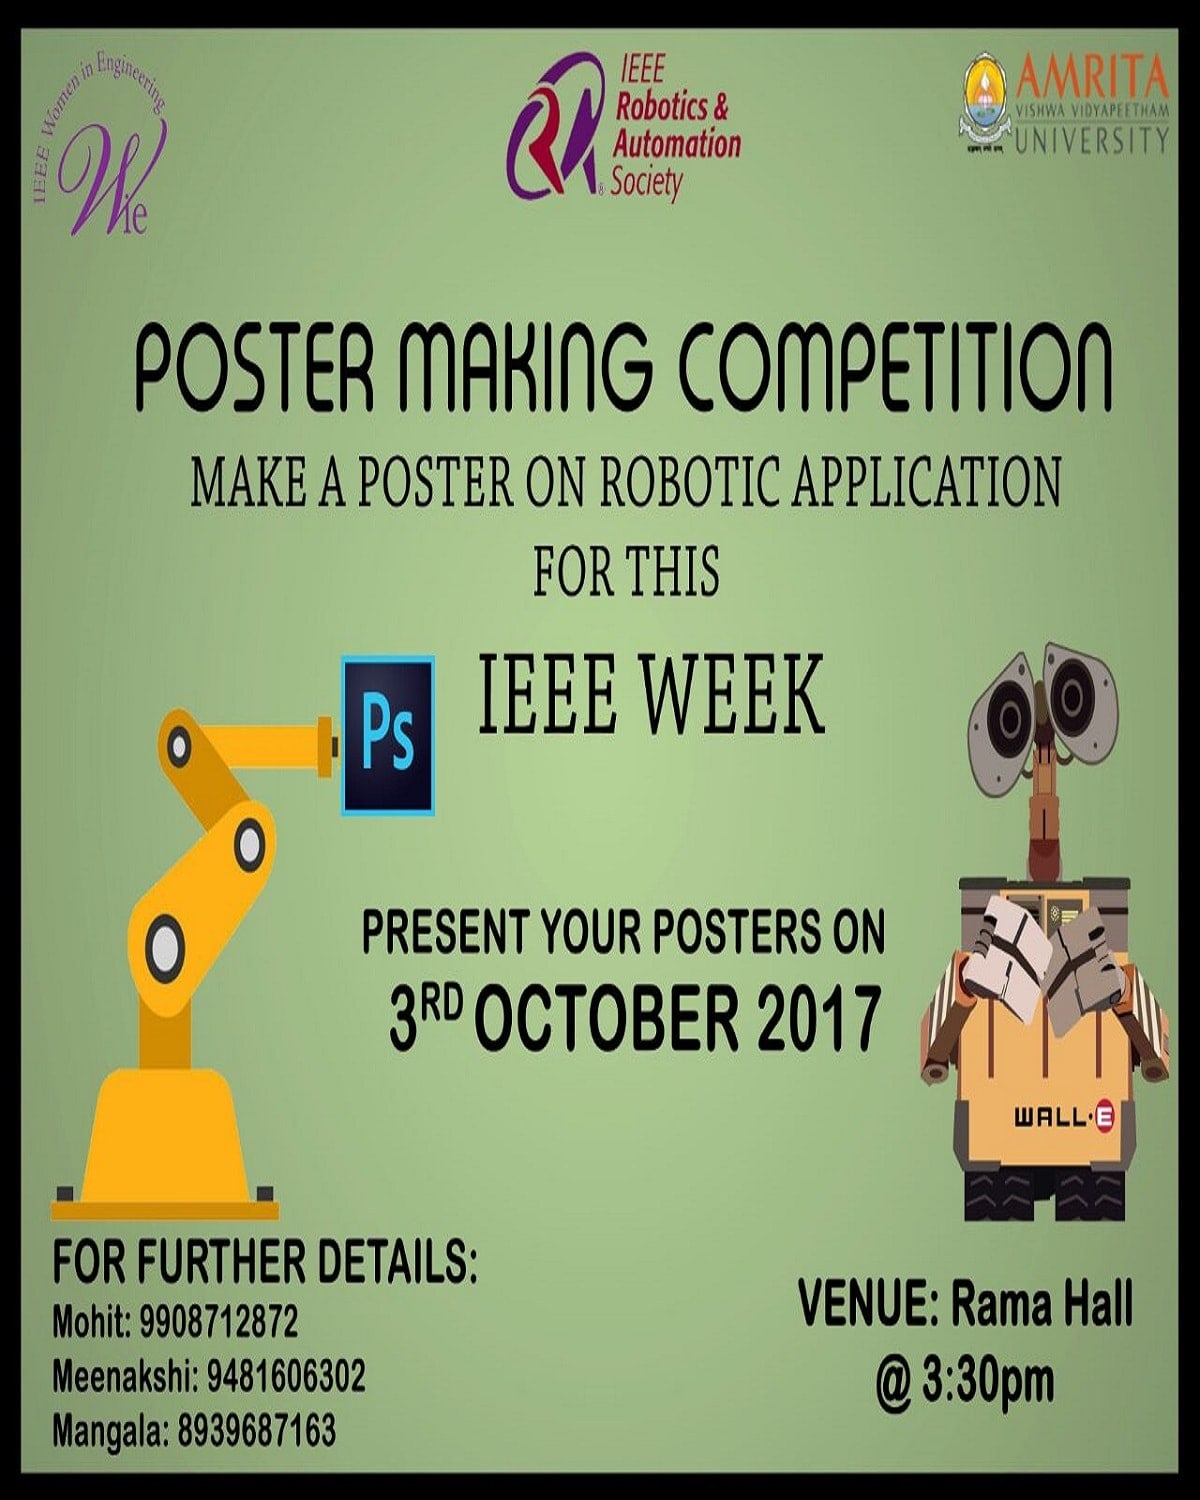 IEEE Women in Engineering
Wie
IEEE
Robotics &
Automation
Society
AMRITA
VISHWA VIDYAPEETHAM
UNIVERSITY
POSTER MAKING COMPETITION
MAKE A POSTER ON ROBOTIC APPLICATION
FOR THIS
IEEE WEEK
Ps
PRESENT YOUR POSTERS ON
3RD OCTOBER 2017
WALL·E
FOR FURTHER DETAILS:
Mohit: 9908712872
Meenakshi: 9481606302
Mangala: 8939687163
VENUE: Rama Hall
@ 3:30pm